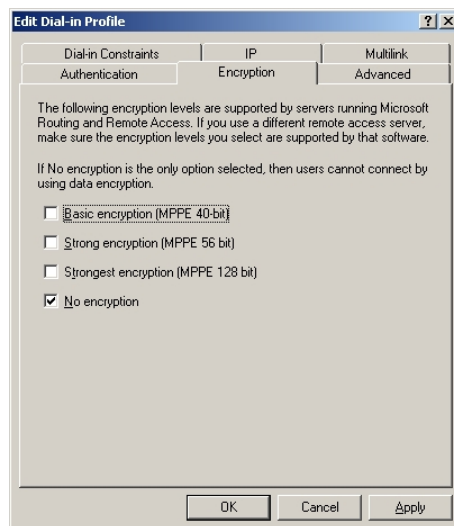 Edit Dial-in Profile
Dial-in Constraints IP Multilink
Authentication Encryption Advanced
The following encryption levels are supported by servers running Microsoft
Routing and Remote Access. If you use a different remote access server,
make sure the encryption levels you select are supported by that software.
If No encryption is the only option selected, then users cannot connect by
using data encryption.
Basic encryption (MPPE 40-bit)
Strong encryption (MPPE 56 bit)
Strongest encryption (MPPE 128 bit)
No encryption
OK Cancel Apply